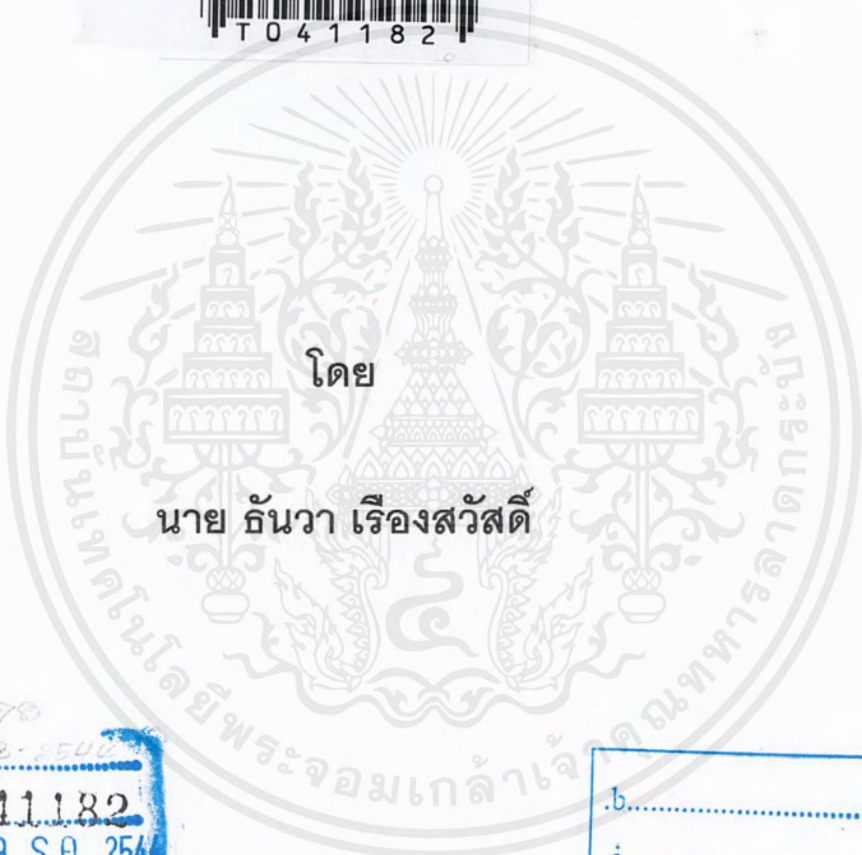 T041182
โดย
นาย ธันวา เรืองสวัสดิ์
สถาบันเทคโนโลยีพระจอมเกล้าเจ้าคุณทหารลาดกระบัง
11182
.b